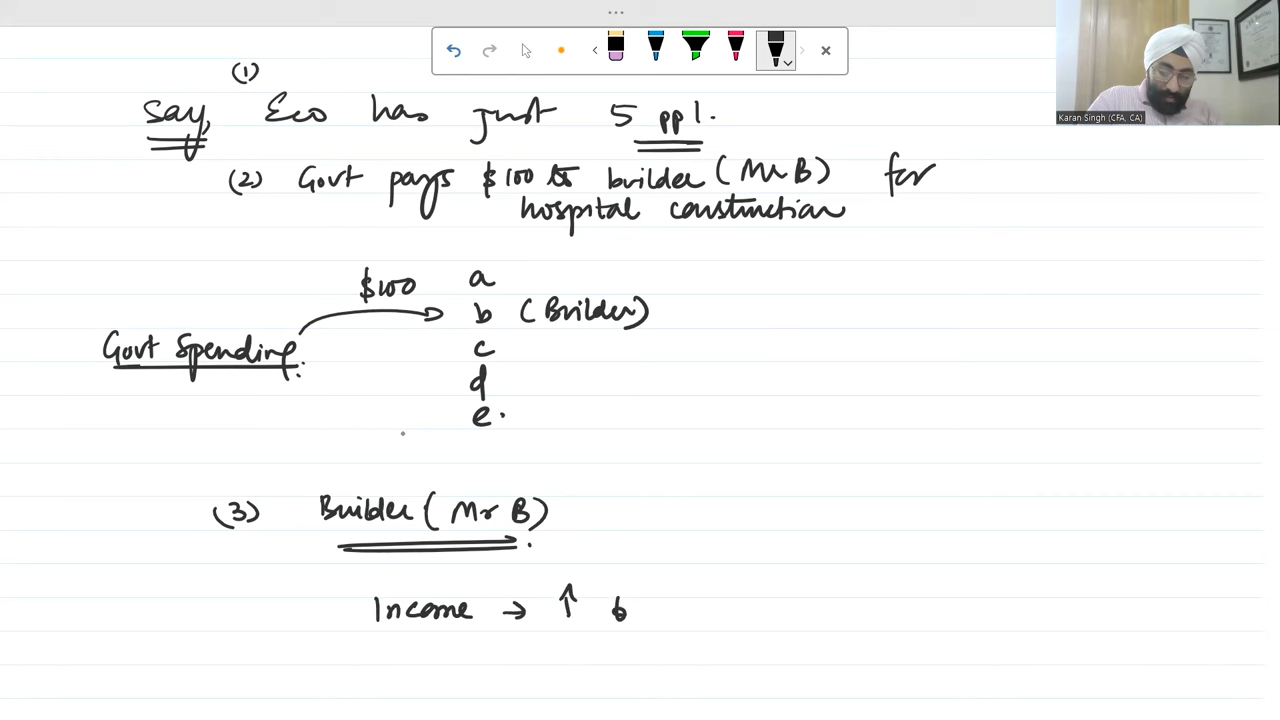 (1)
Say, Eco has just 5 ppl.
(2) Govt pays $100 to builder (Mr B) for
hospital construction
$100
a
b (Builder)
Govt Spending
c
d
e.
(3) Builder (Mr B)
Income → ↑ b
Karan Singh (CFA, CA)